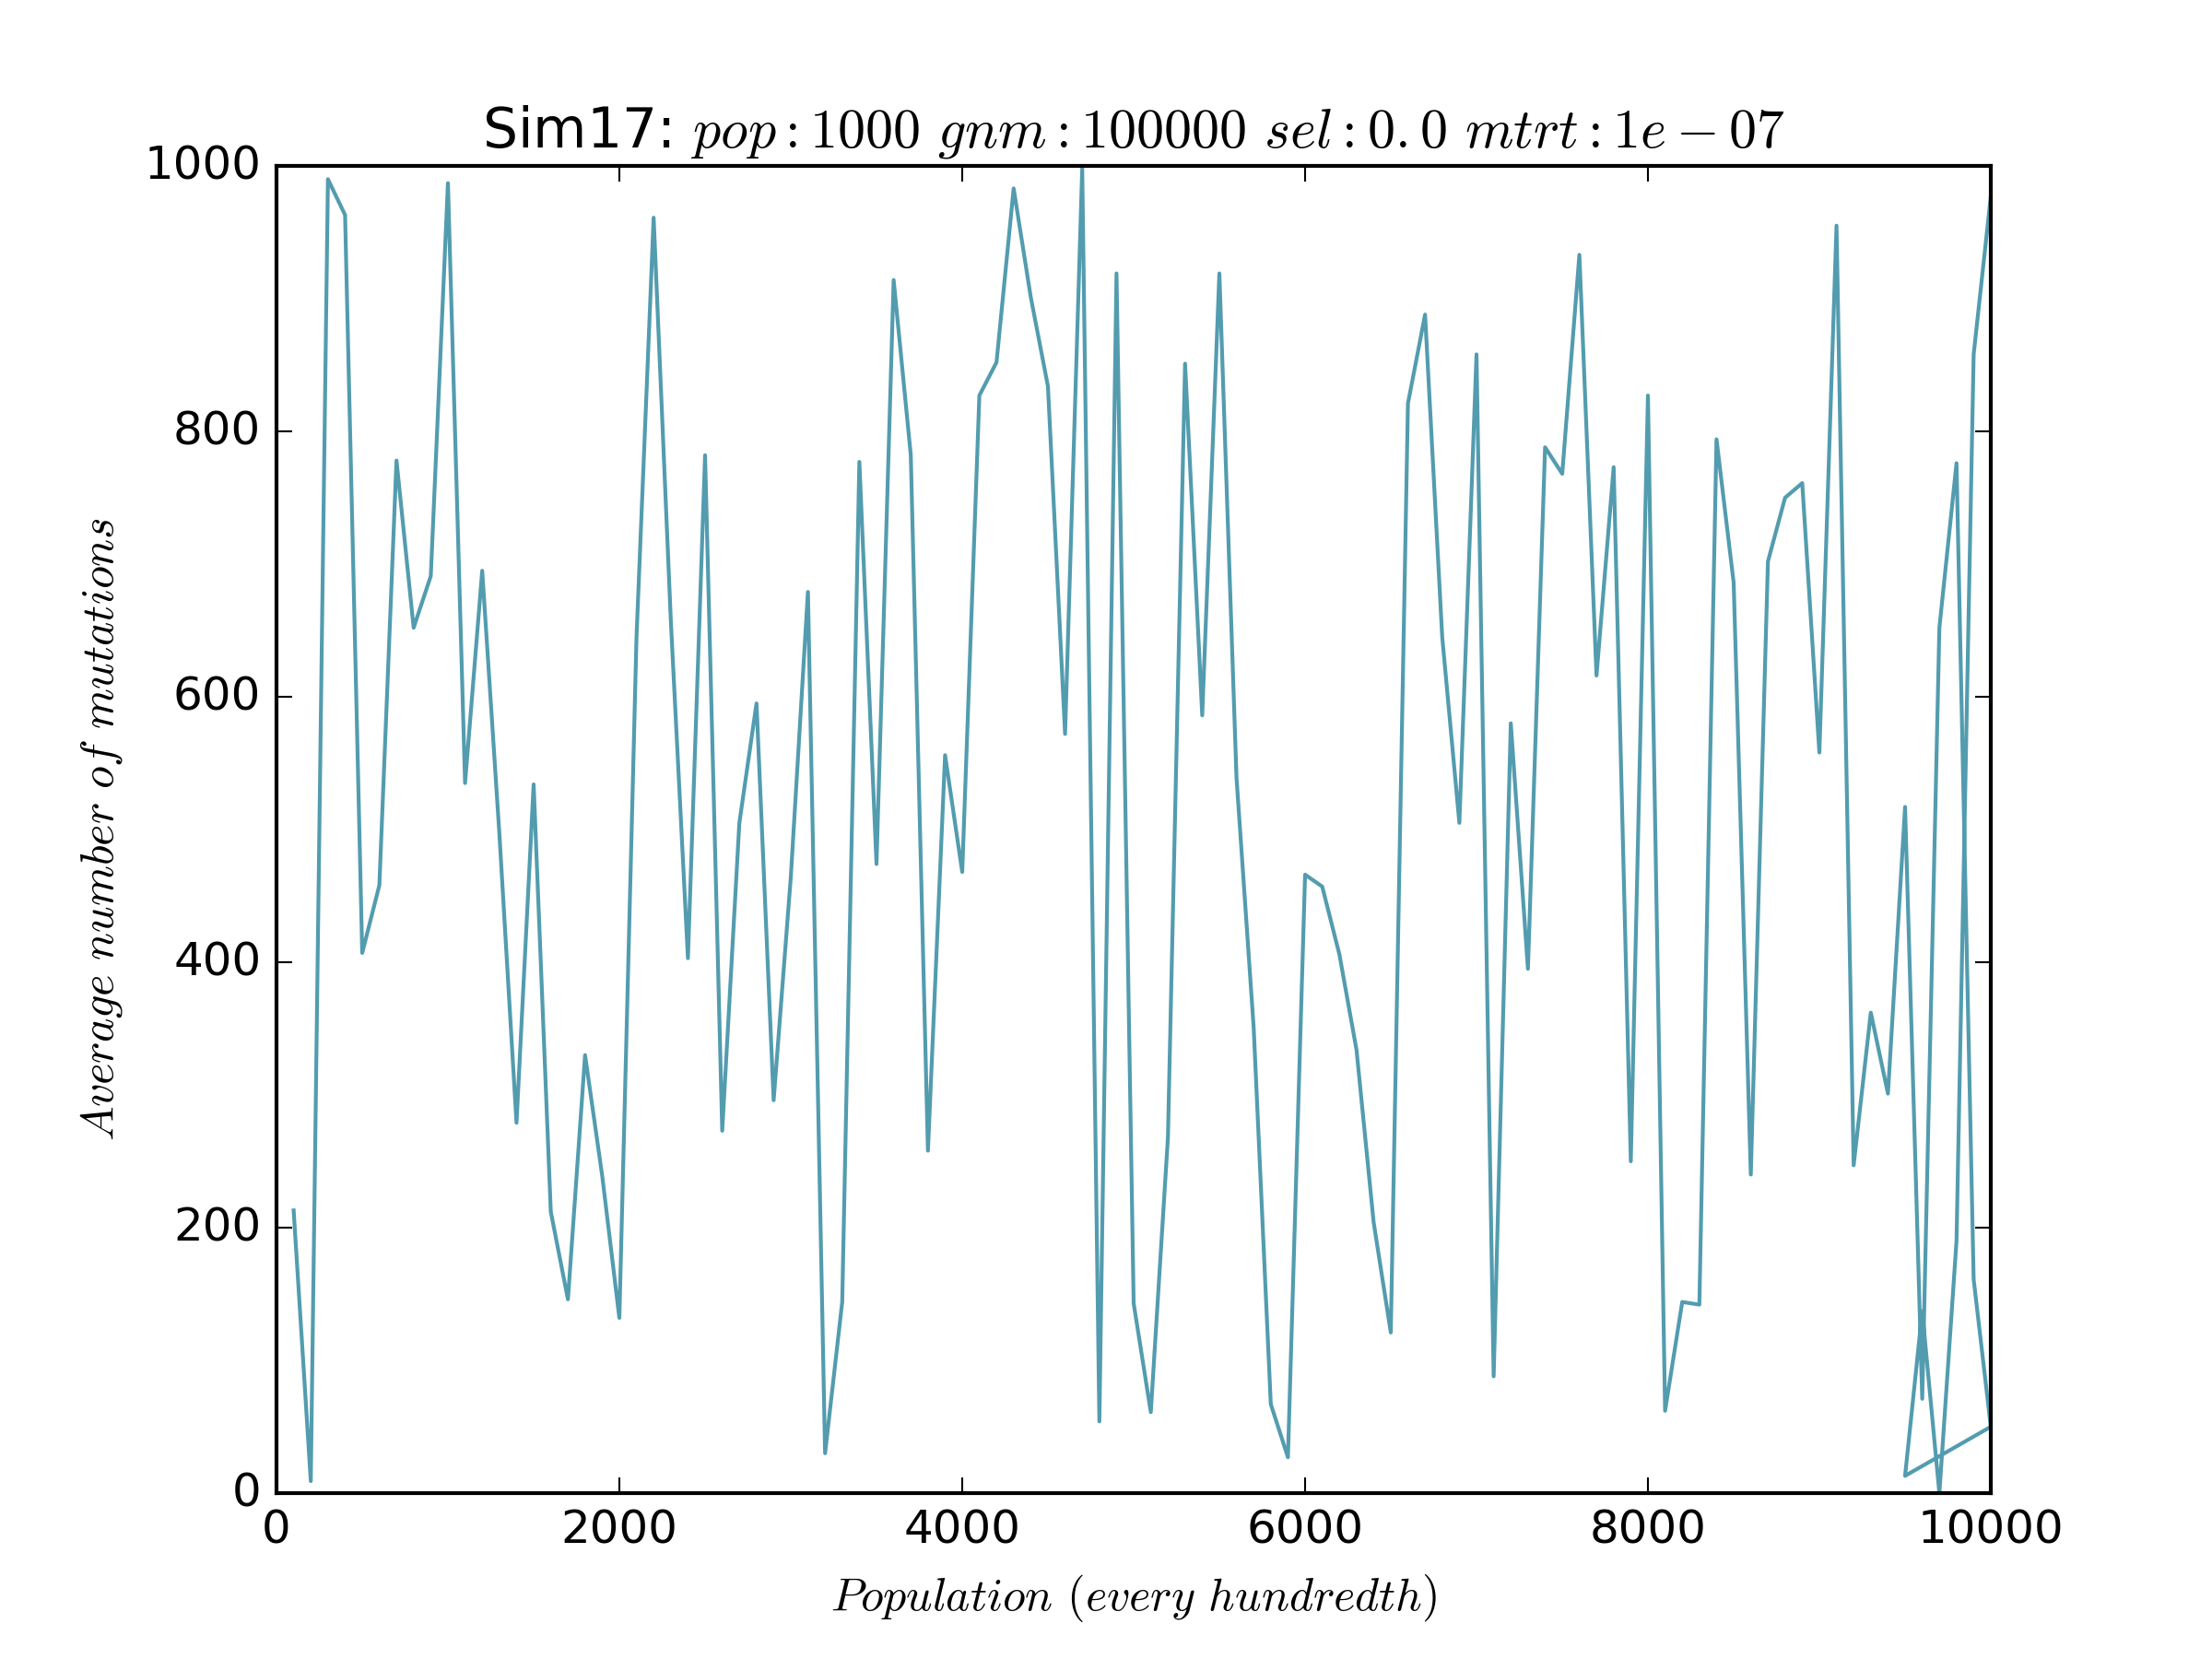 Sim17: pop : 1000 gnm : 100000 sel : 0.0 mtrt : 1e − 07
1000
800
600
400
200
0
Average number of mutations
0 2000 4000 6000 8000 10000
Population (every hundredth)